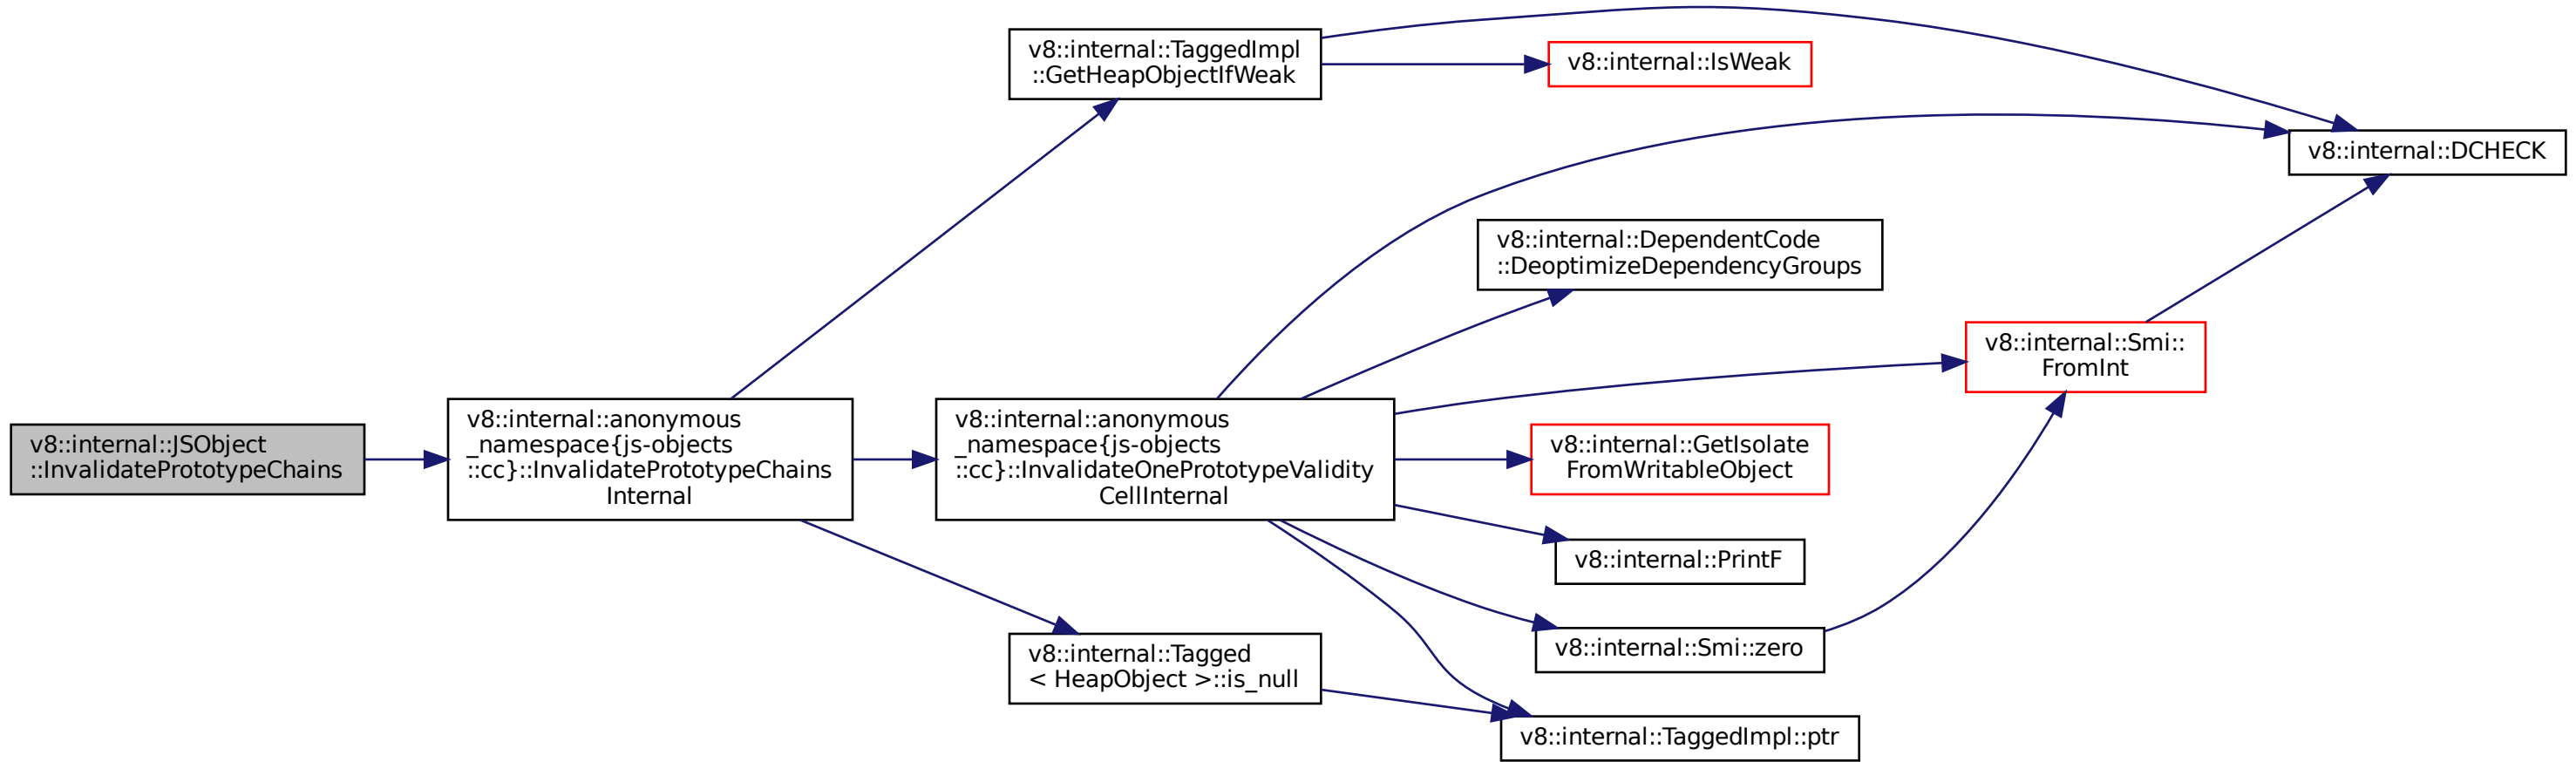 v8::internal::JSObject
::InvalidatePrototypeChains
v8::internal::anonymous
_namespace{js-objects
::cc}::InvalidatePrototypeChains
Internal
v8::internal::TaggedImpl
::GetHeapObjectIfWeak
v8::internal::anonymous
_namespace{js-objects
::cc}::InvalidateOnePrototypeValidity
CellInternal
v8::internal::Tagged
< HeapObject >::is_null
v8::internal::IsWeak
v8::internal::DCHECK
v8::internal::DependentCode
::DeoptimizeDependencyGroups
v8::internal::Smi::
FromInt
v8::internal::GetIsolate
FromWritableObject
v8::internal::PrintF
v8::internal::Smi::zero
v8::internal::TaggedImpl::ptr